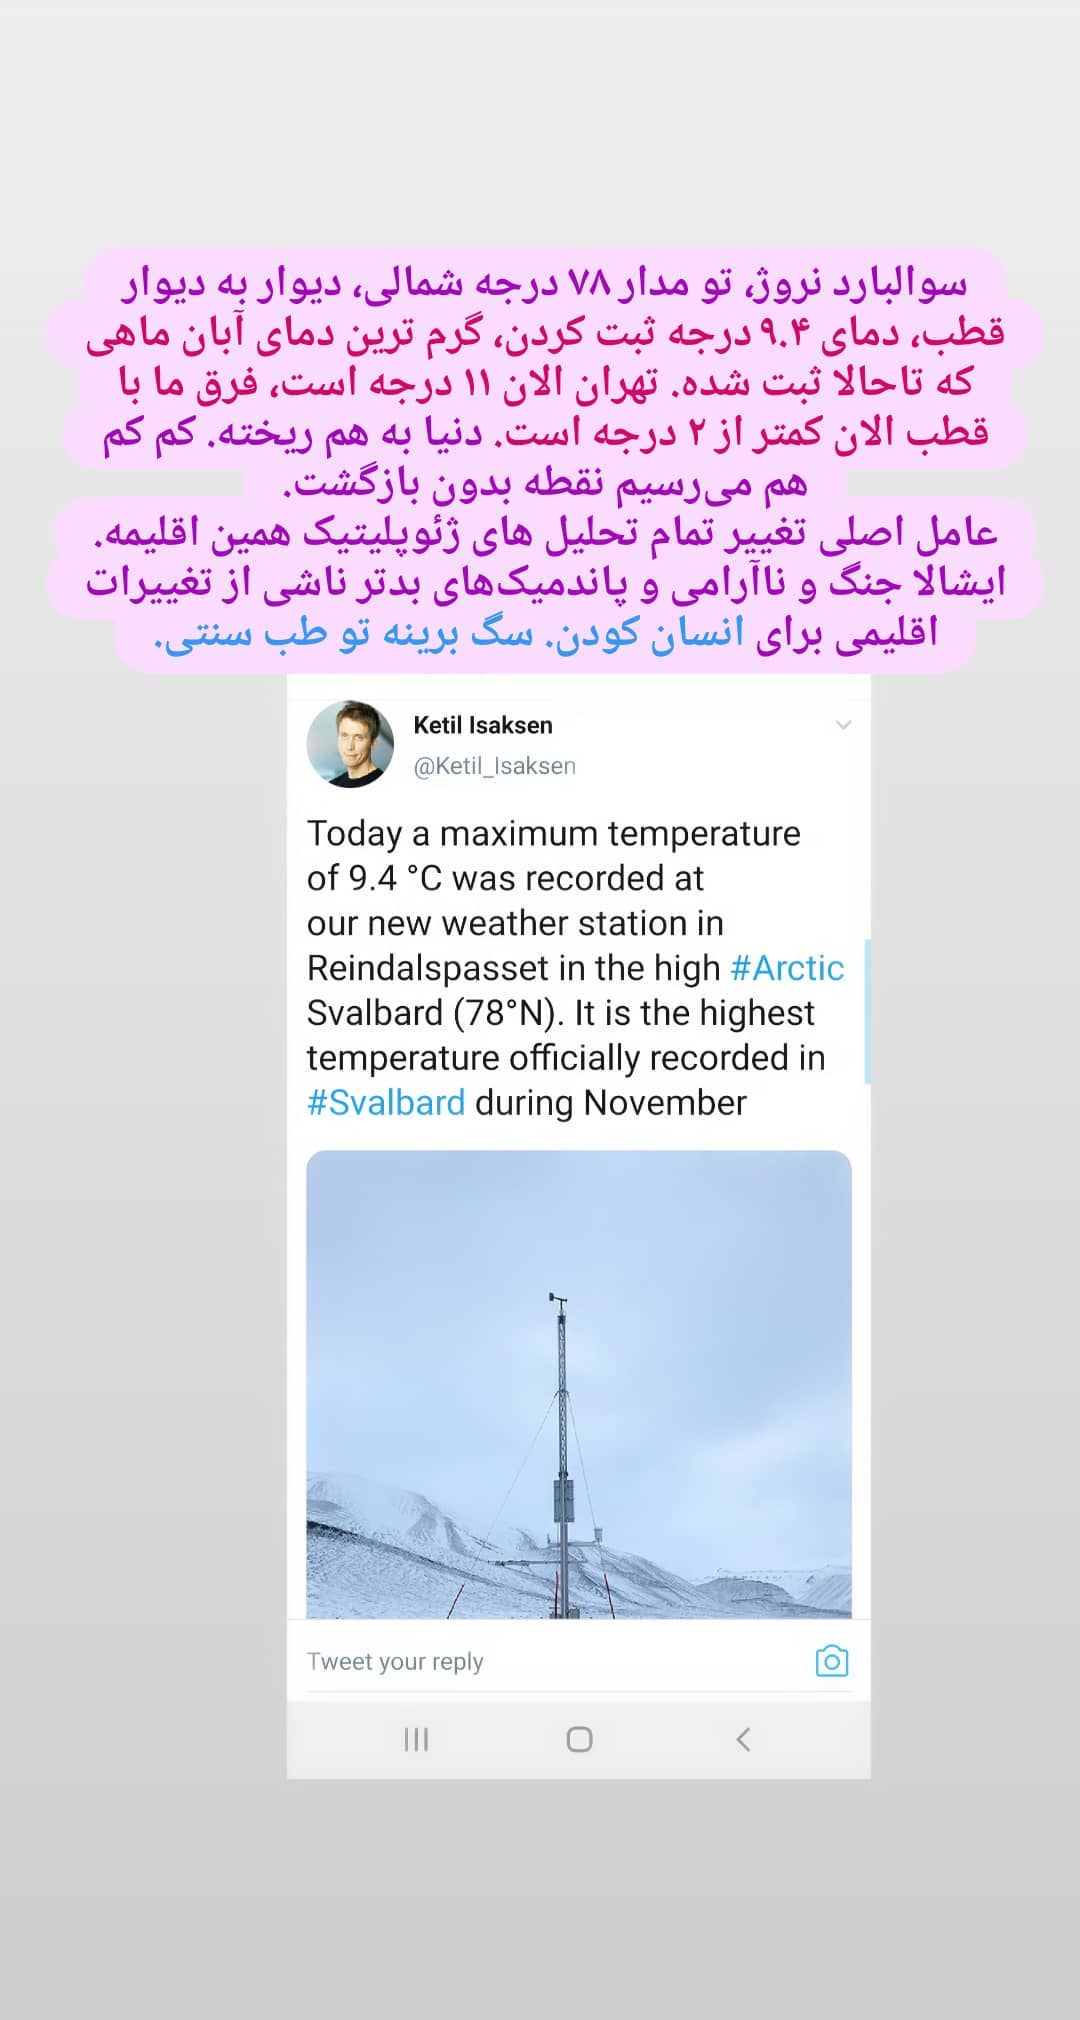 سوالبارد نروژ، تو مدار ۷۸ درجه شمالی، دیوار به دیوار
قطب، دمای ۹.۴ درجه ثبت کردن، گرم ترین دمای آبان ماهی
که تاحالا ثبت شده. تهران الان ۱۱ درجه است، فرق ما با
قطب الان کمتر از ۲ درجه است. دنیا به هم ریخته. کم کم
هم می‌رسیم نقطه بدون بازگشت.
عامل اصلی تغییر تمام تحلیل های ژئوپلیتیک همین اقلیمه.
ایشالا جنگ و ناآرامی و پاندمیک‌های بدتر ناشی از تغییرات
اقلیمی برای انسان کودن. سگ برینه تو طب سنتی.
Ketil Isaksen
@Ketil_Isaksen
Today a maximum temperature
of 9.4 °C was recorded at
our new weather station in
Reindalspasset in the high #Arctic
Svalbard (78°N). It is the highest
temperature officially recorded in
#Svalbard during November
Tweet your reply